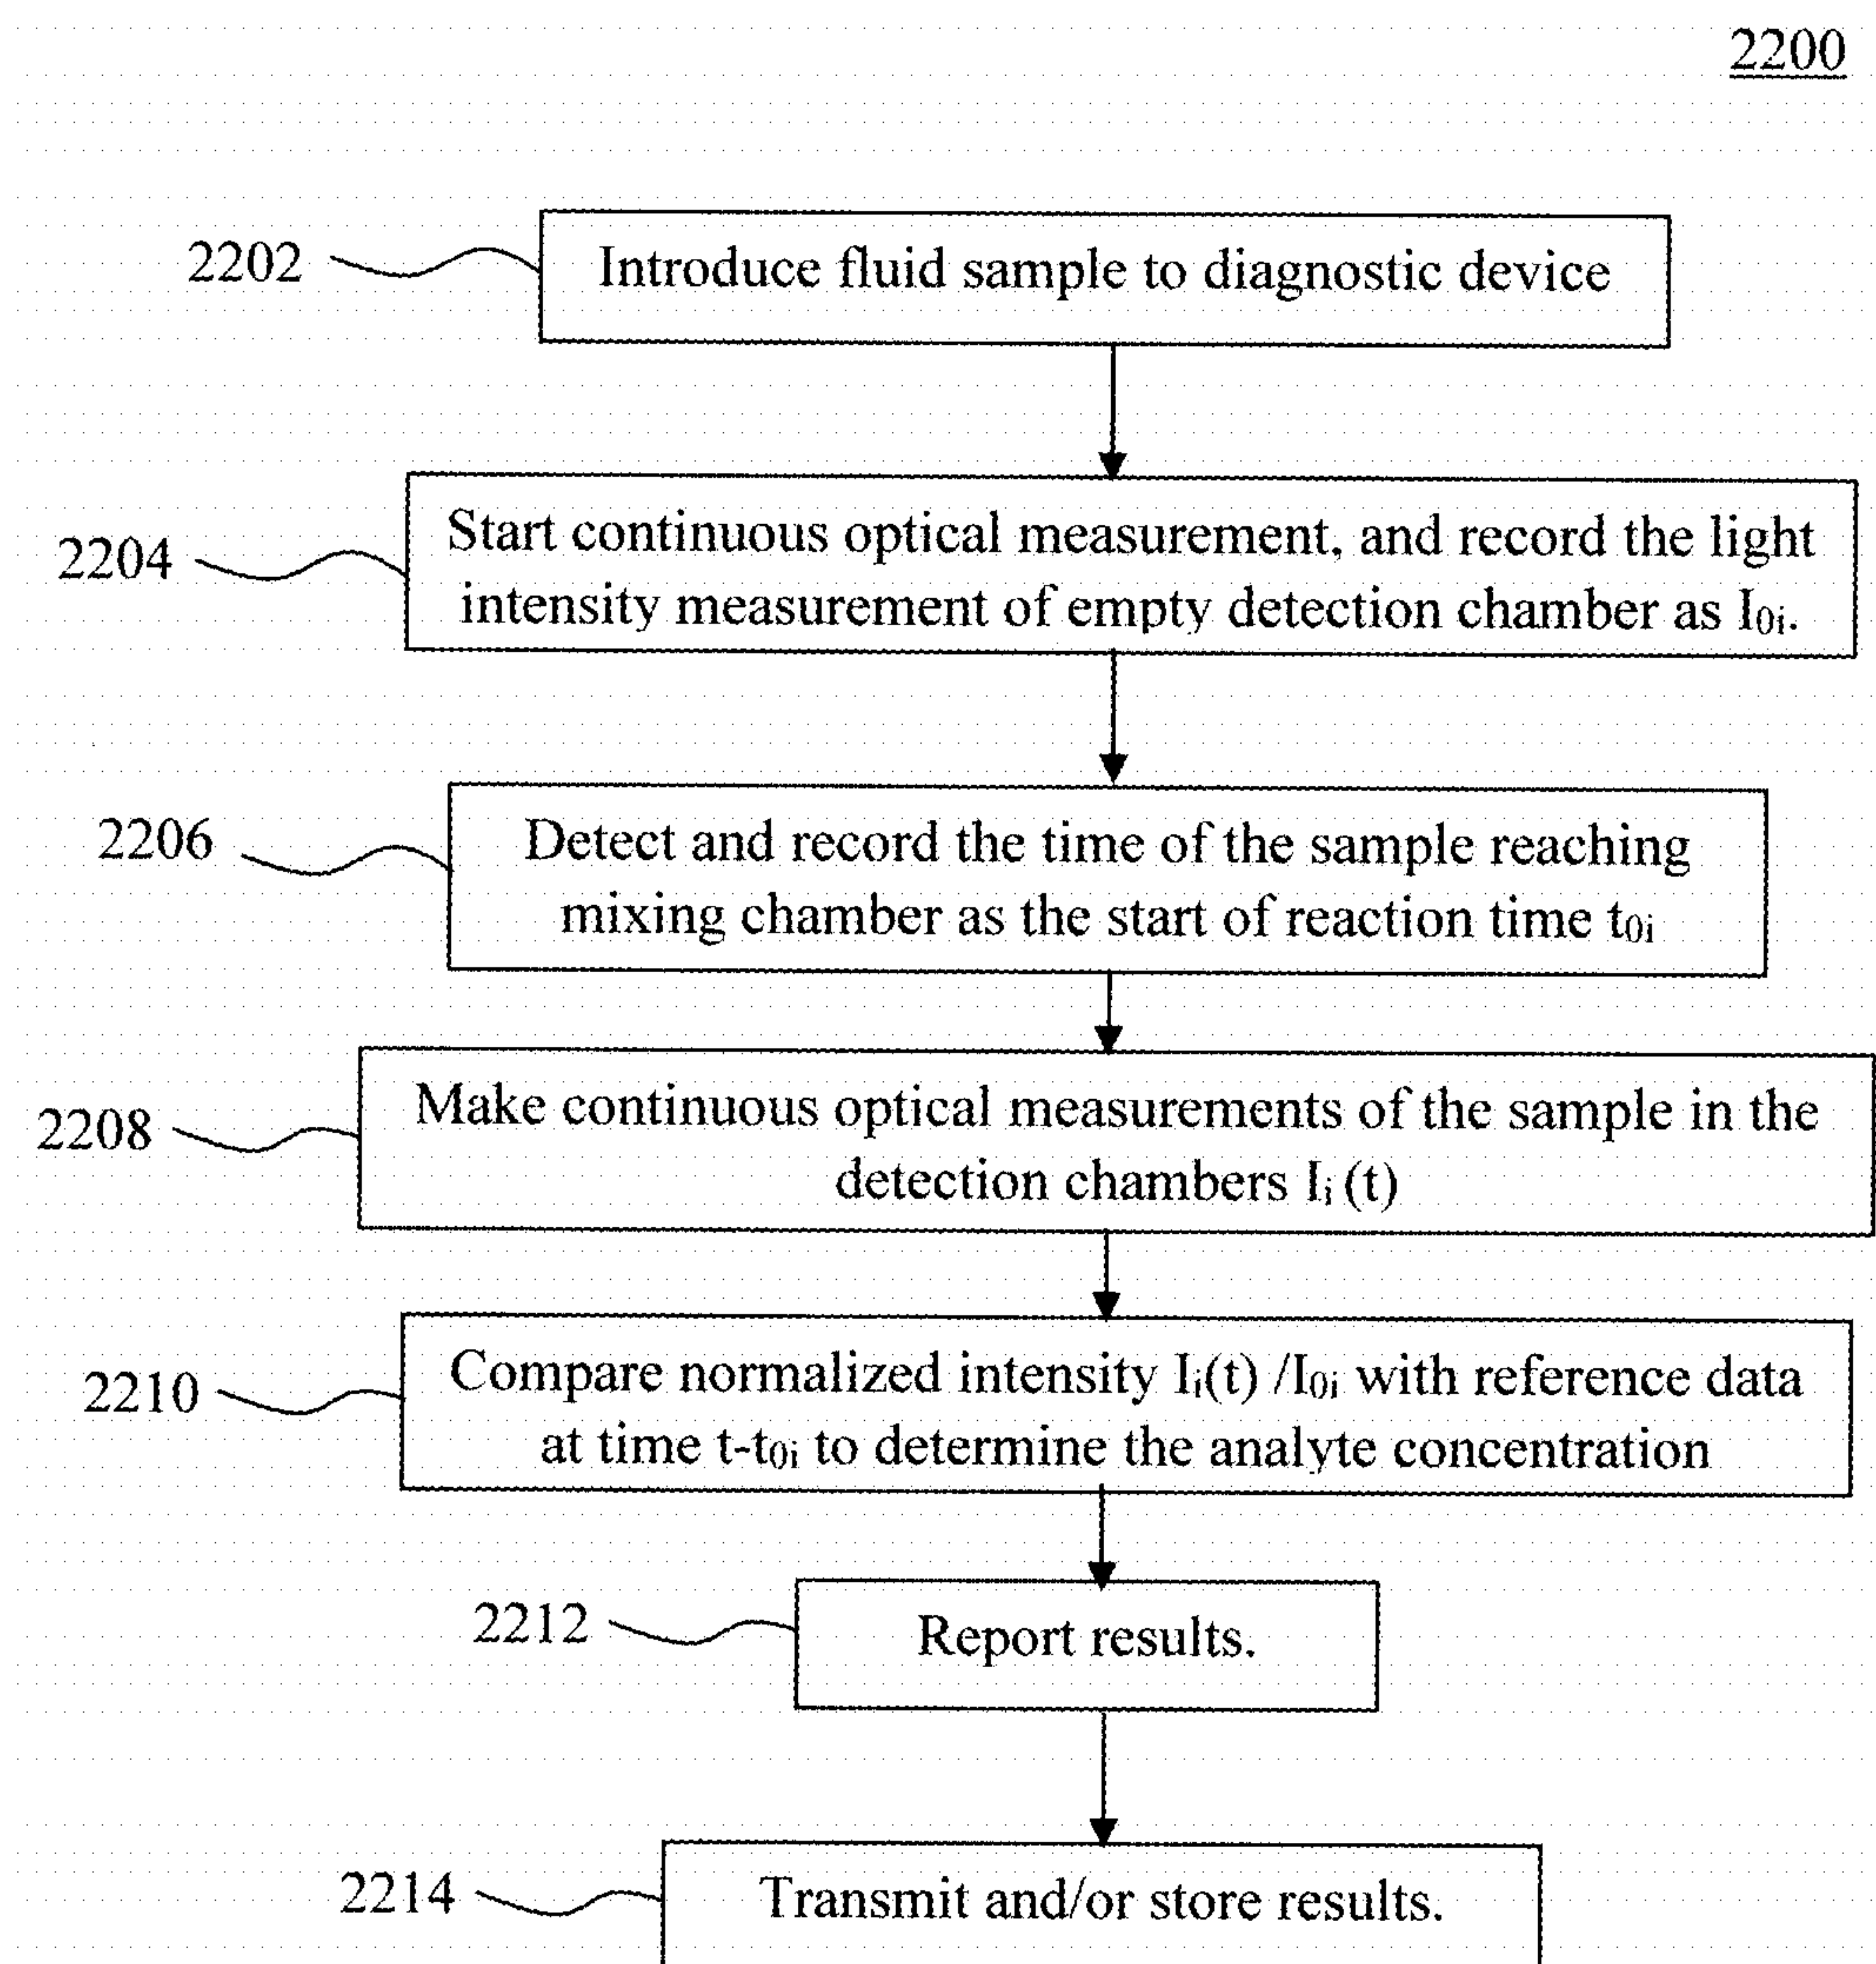 2200
2202
Introduce fluid sample to diagnostic device
2204
Start continuous optical measurement, and record the light
intensity measurement of empty detection chamber as I₀ᵢ.
2206
Detect and record the time of the sample reaching
mixing chamber as the start of reaction time t₀ᵢ
2208
Make continuous optical measurements of the sample in the
detection chambers Iᵢ (t)
2210
Compare normalized intensity Iᵢ(t) /I₀ᵢ with reference data
at time t-t₀ᵢ to determine the analyte concentration
2212
Report results.
2214
Transmit and/or store results.